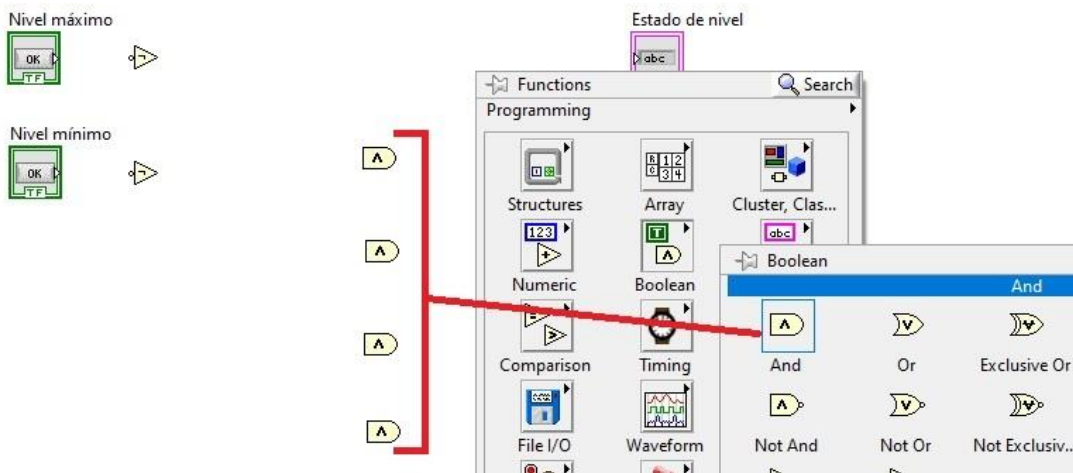 Nivel máximo
OK
TF
Estado de nivel
abc
Functions
Search
Programming
Nivel mínimo
OK
TF
Structures
Array
Cluster, Clas...
123
abc
Numeric
Boolean
Boolean
And
Comparison
Timing
And
Or
Exclusive Or
File I/O
Waveform
Not And
Not Or
Not Exclusiv...